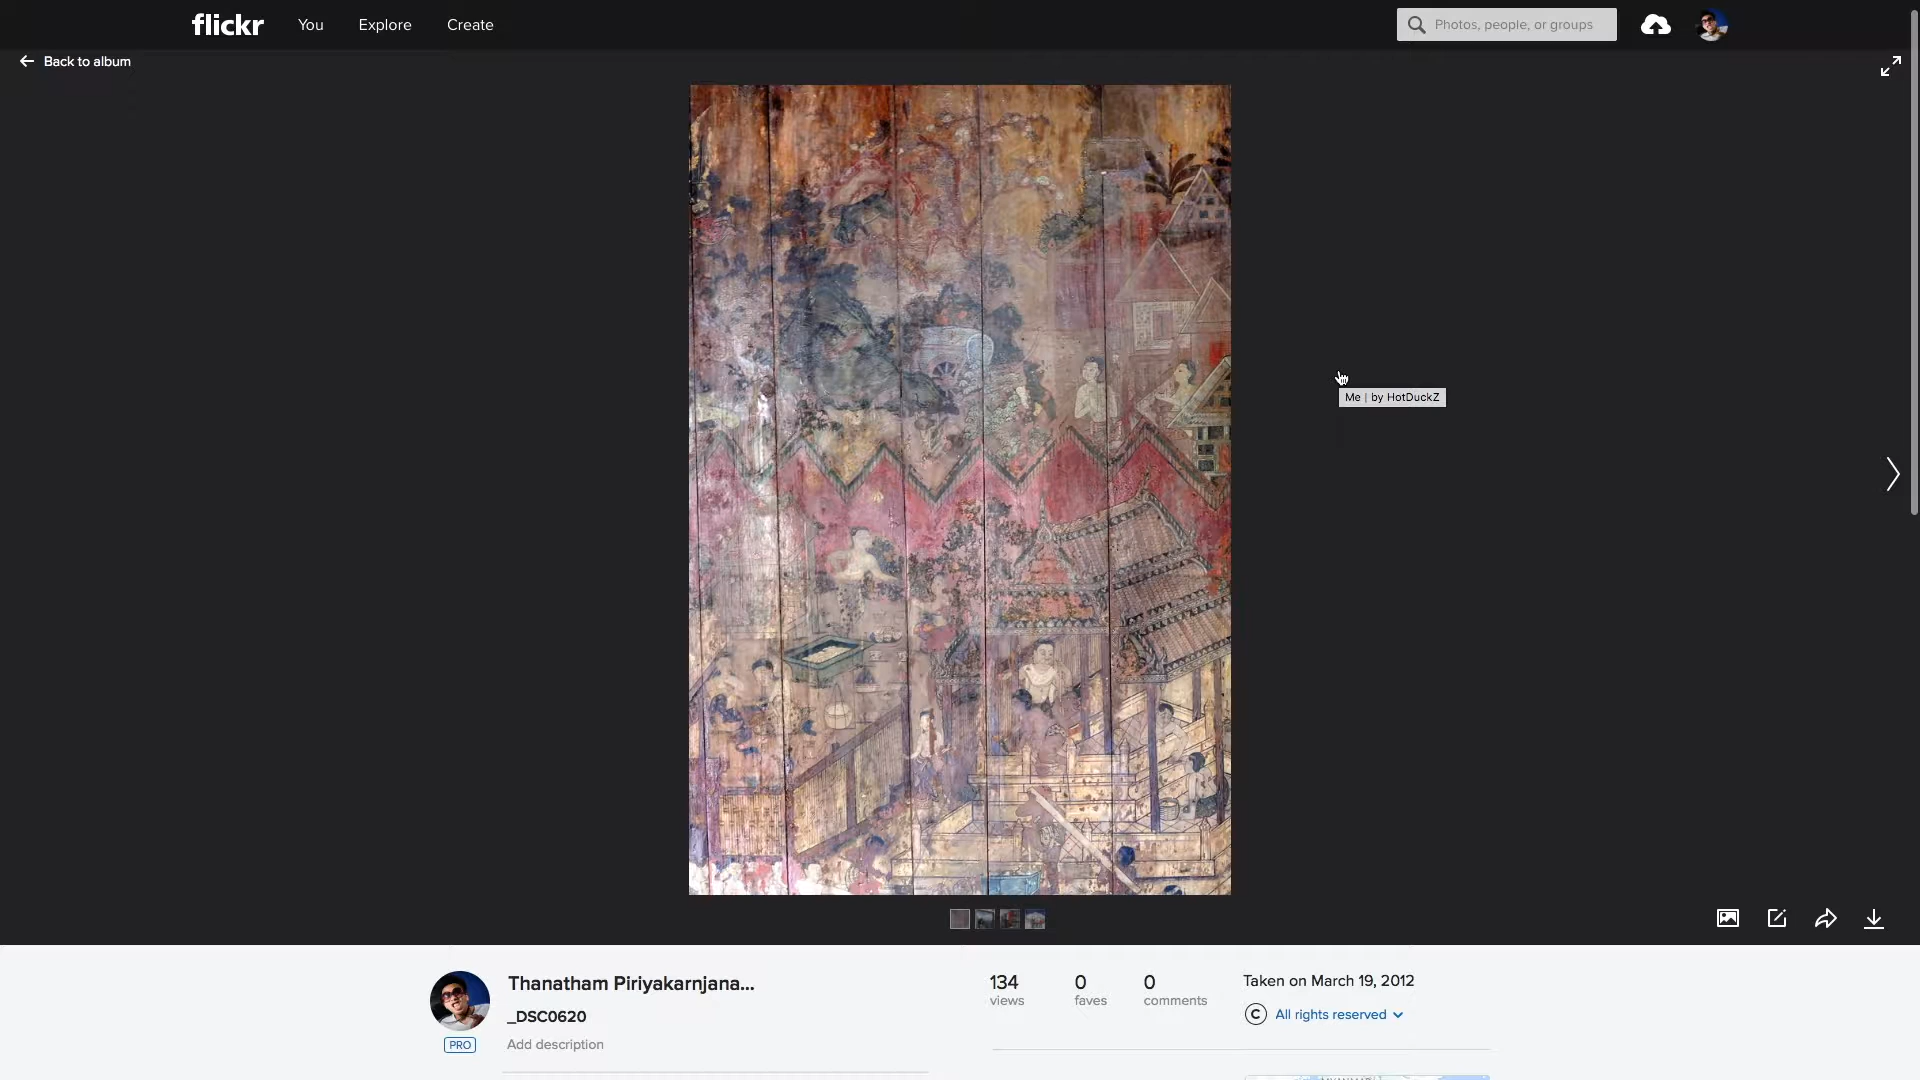 flickr You Explore Create Photos, people, or groups
Back to album
Me | by HotDuckZ
Thanatham Piriyakarnjana...
_DSC0620
PRO
Add description
134 views
0 faves
0 comments
Taken on March 19, 2012
All rights reserved